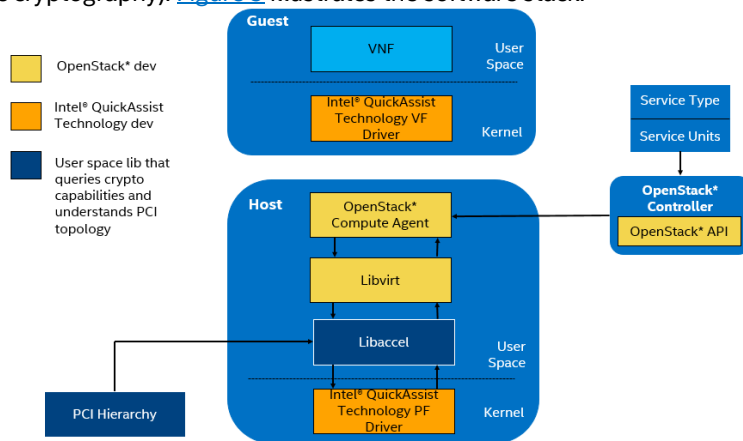 cryptography). Figure 3 illustrates the software stack.
Guest
VNF
User
Space
Intel® QuickAssist
Technology VF
Driver
Kernel
OpenStack* dev
Intel® QuickAssist
Technology dev
User space lib that
queries crypto
capabilities and
understands PCI
topology
Service Type
Service Units
OpenStack*
Controller
OpenStack* API
Host
OpenStack*
Compute Agent
Libvirt
Libaccel
User
Space
PCI Hierarchy
Intel® QuickAssist
Technology PF
Driver
Kernel